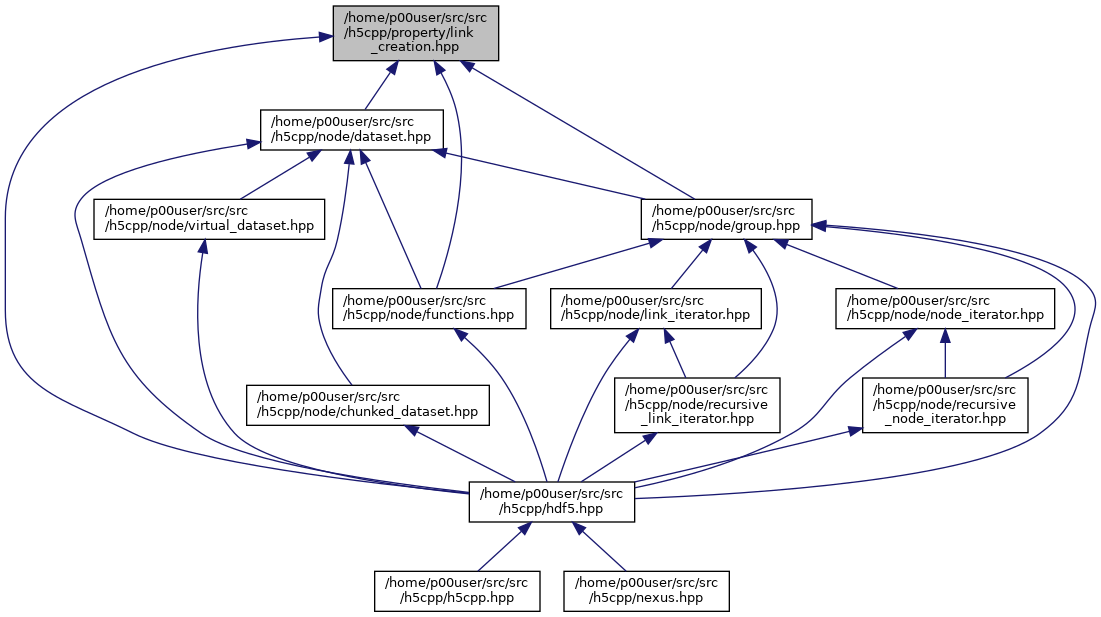 /home/p00user/src/src
/h5cpp/property/link
_creation.hpp
/home/p00user/src/src
/h5cpp/node/dataset.hpp
/home/p00user/src/src
/h5cpp/node/virtual_dataset.hpp
/home/p00user/src/src
/h5cpp/node/group.hpp
/home/p00user/src/src
/h5cpp/node/functions.hpp
/home/p00user/src/src
/h5cpp/node/link_iterator.hpp
/home/p00user/src/src
/h5cpp/node/node_iterator.hpp
/home/p00user/src/src
/h5cpp/node/chunked_dataset.hpp
/home/p00user/src/src
/h5cpp/node/recursive
_link_iterator.hpp
/home/p00user/src/src
/h5cpp/node/recursive
_node_iterator.hpp
/home/p00user/src/src
/h5cpp/hdf5.hpp
/home/p00user/src/src
/h5cpp/h5cpp.hpp
/home/p00user/src/src
/h5cpp/nexus.hpp